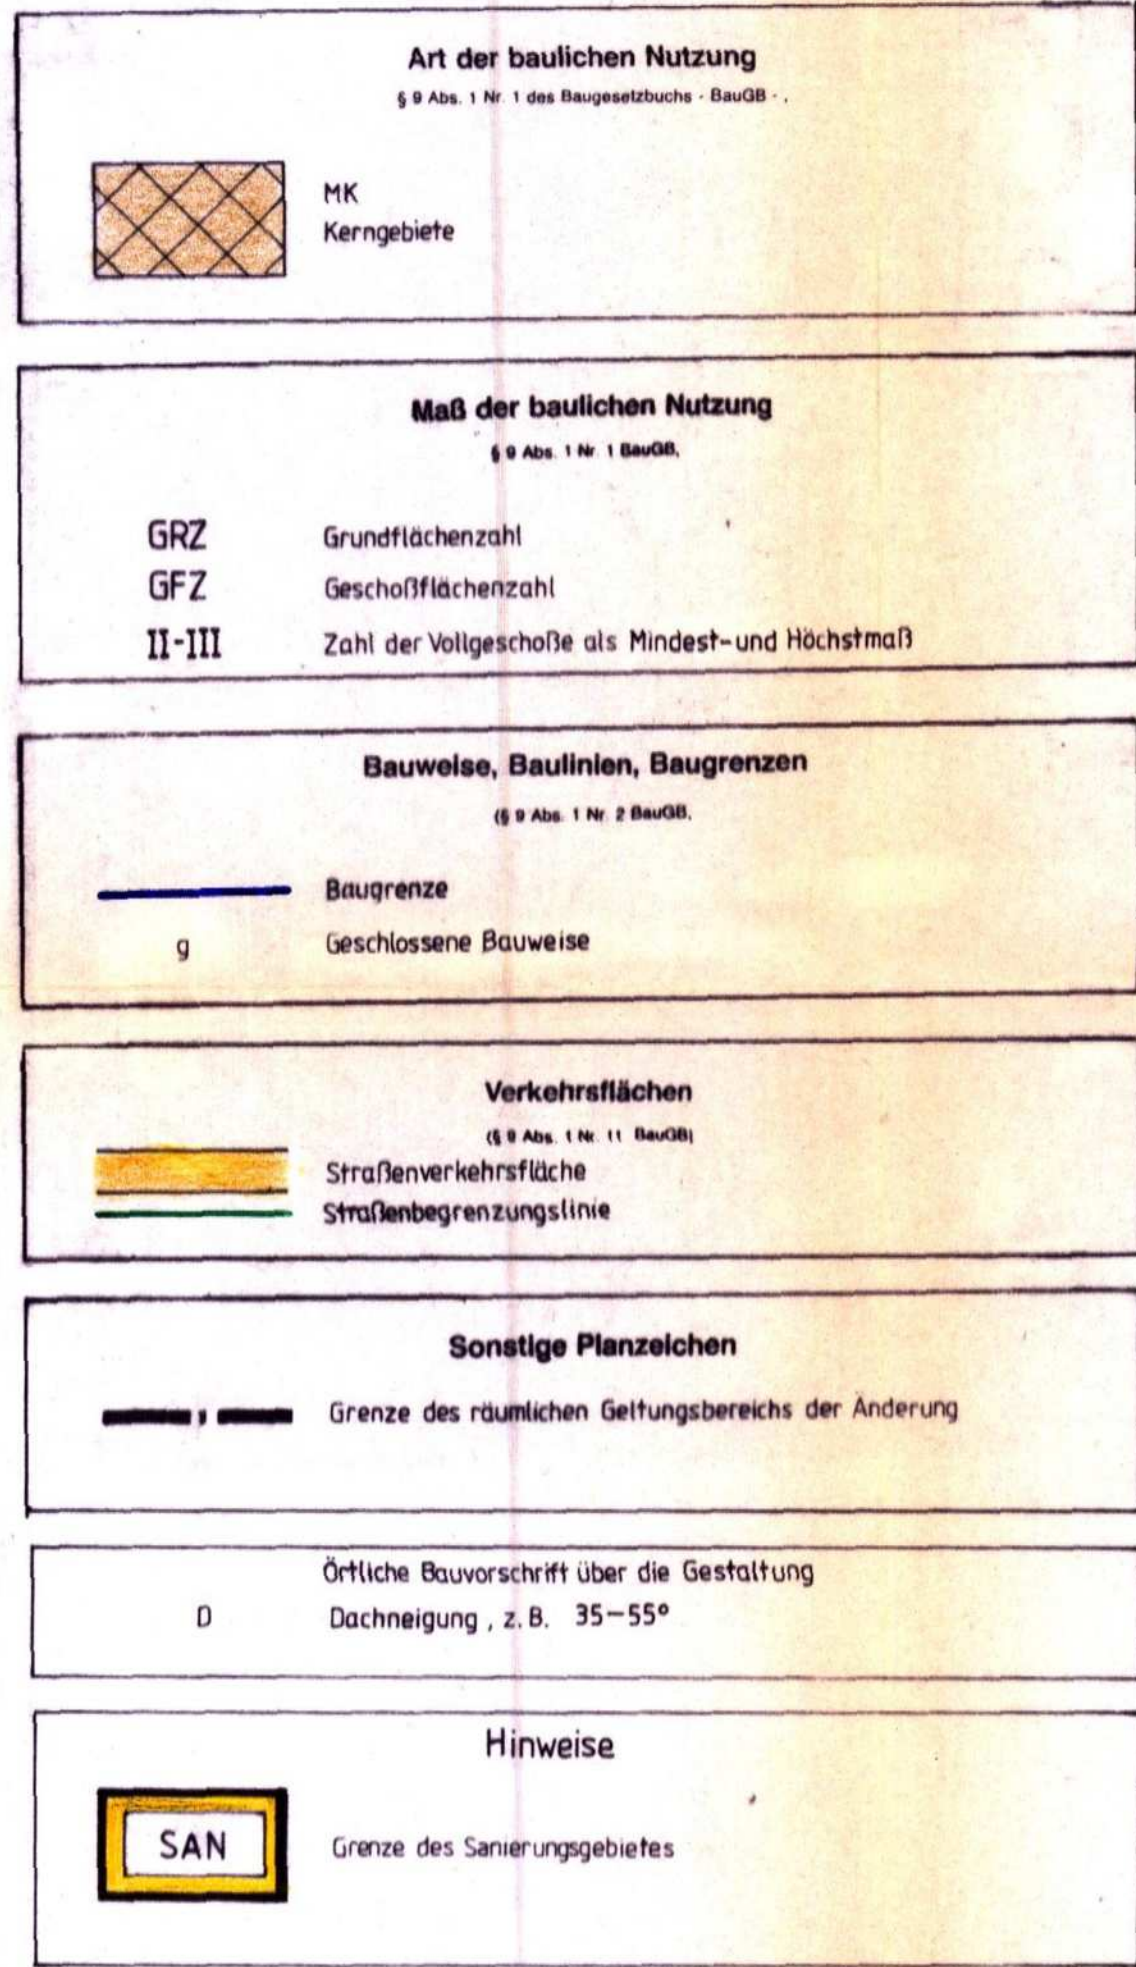 Art der baulichen Nutzung
§ 9 Abs. 1 Nr. 1 des Baugesetzbuchs - BauGB - .
MK
Kerngebiete
Maß der baulichen Nutzung
§ 9 Abs. 1 Nr. 1 BauGB,
GRZ Grundflächenzahl
GFZ Geschoßflächenzahl
II-III Zahl der Vollgeschoße als Mindest-und Höchstmaß
Bauweise, Baulinien, Baugrenzen
(§ 9 Abs. 1 Nr. 2 BauGB,
Baugrenze
g Geschlossene Bauweise
Verkehrsflächen
(§ 9 Abs. 1 Nr. 11 BauGB)
Straßenverkehrsfläche
Straßenbegrenzungslinie
Sonstige Planzeichen
Grenze des räumlichen Geltungsbereichs der Änderung
Örtliche Bauvorschrift über die Gestaltung
D Dachneigung, z.B. 35-55°
Hinweise
SAN Grenze des Sanierungsgebietes